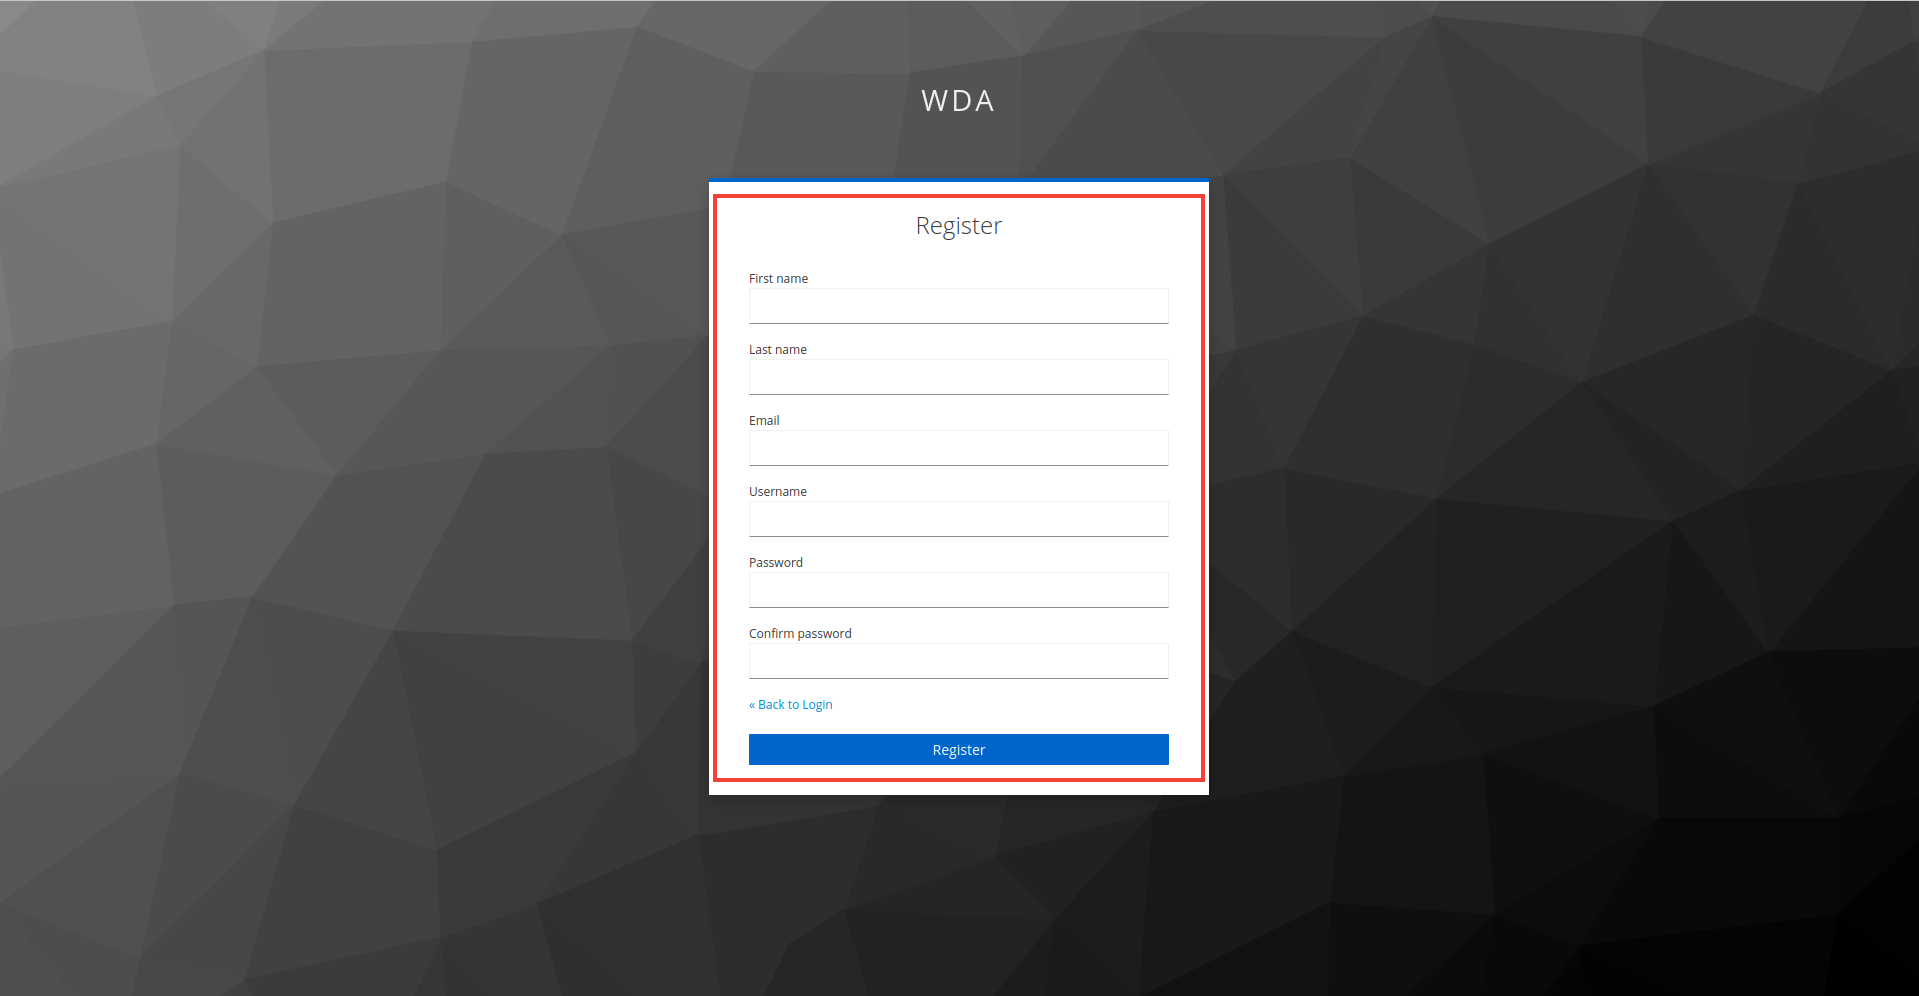 WDA
Register
First name
Last name
Email
Username
Password
Confirm password
« Back to Login
Register